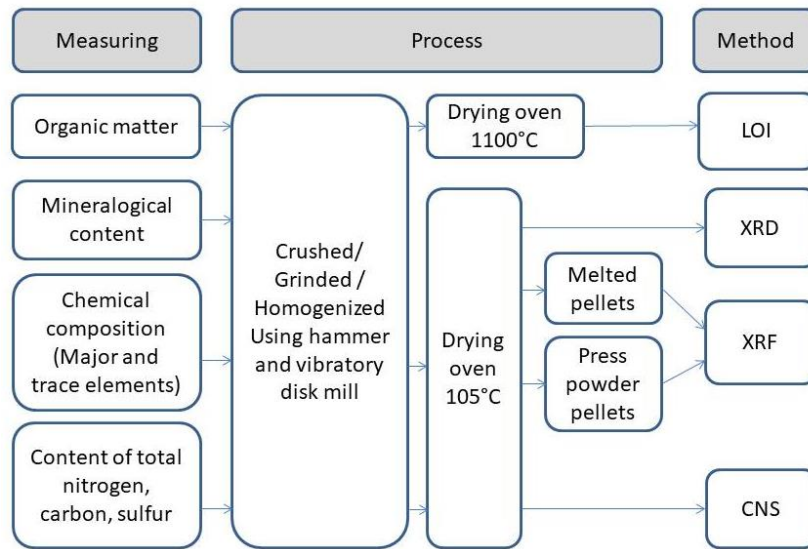 Measuring
Process
Method
Organic matter
Drying oven
1100°C
LOI
Mineralogical
content
XRD
Crushed/
Grinded /
Homogenized
Using hammer
and vibratory
disk mill
Melted
pellets
Chemical
composition
(Major and
trace elements)
Drying
oven
105°C
XRF
Press
powder
pellets
Content of total
nitrogen,
carbon, sulfur
CNS